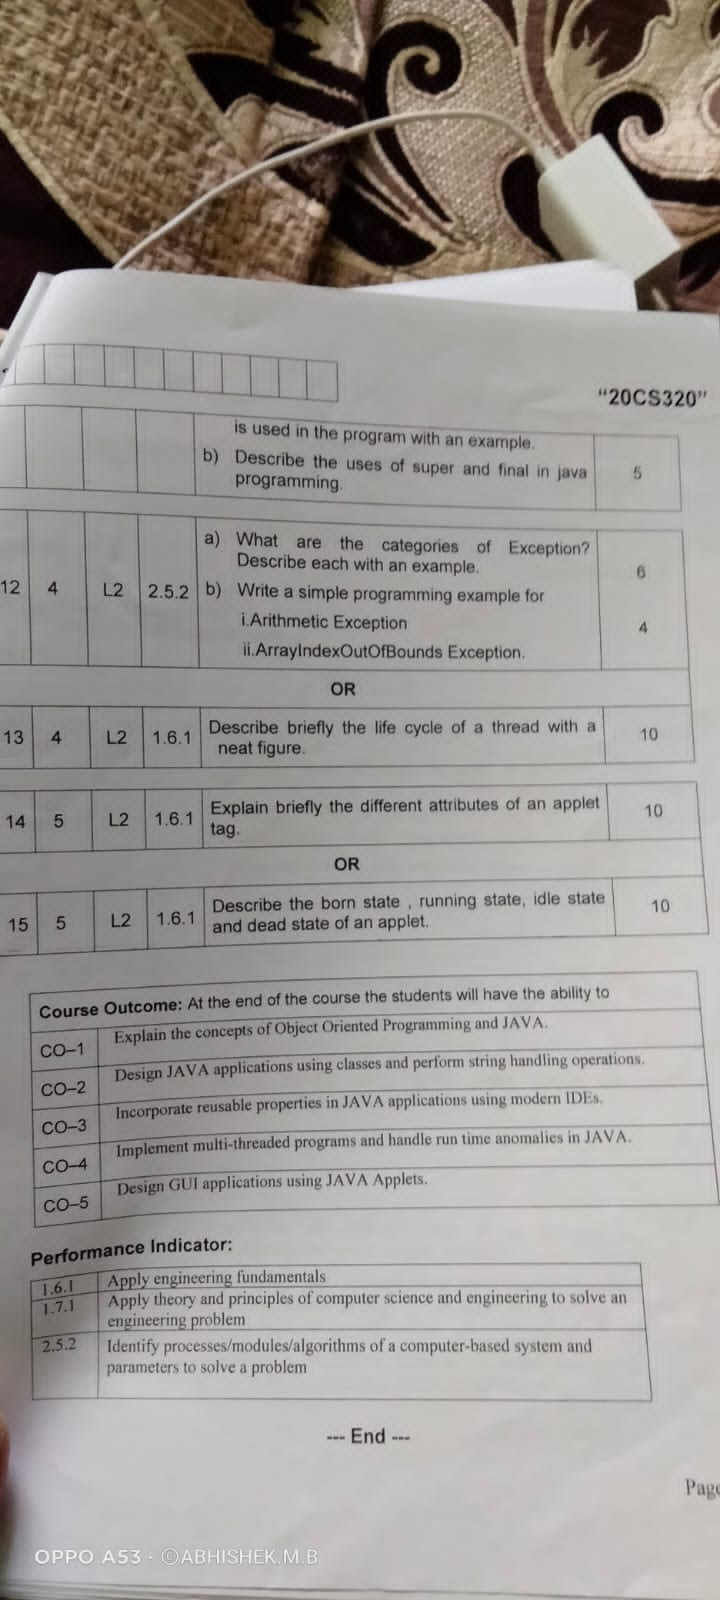 "20CS320"
is used in the program with an example.
b) Describe the uses of super and final in java
programming.
5
a) What are the categories of Exception?
Describe each with an example.
6
12 4 L2 2.5.2 b) Write a simple programming example for
i.Arithmetic Exception
4
ii.ArrayIndexOutOfBounds Exception.
OR
13 4 L2 1.6.1 Describe briefly the life cycle of a thread with a
neat figure.
10
14 5 L2 1.6.1 Explain briefly the different attributes of an applet
tag.
10
OR
15 5 L2 1.6.1 Describe the born state , running state, idle state
and dead state of an applet.
10
Course Outcome: At the end of the course the students will have the ability to
CO–1 Explain the concepts of Object Oriented Programming and JAVA.
CO–2 Design JAVA applications using classes and perform string handling operations.
CO–3 Incorporate reusable properties in JAVA applications using modern IDEs.
CO–4 Implement multi-threaded programs and handle run time anomalies in JAVA.
CO–5 Design GUI applications using JAVA Applets.
Performance Indicator:
1.6.1 Apply engineering fundamentals
1.7.1 Apply theory and principles of computer science and engineering to solve an
engineering problem
2.5.2 Identify processes/modules/algorithms of a computer-based system and
parameters to solve a problem
--- End ---
Page
OPPO A53 · ©ABHISHEK.M.B